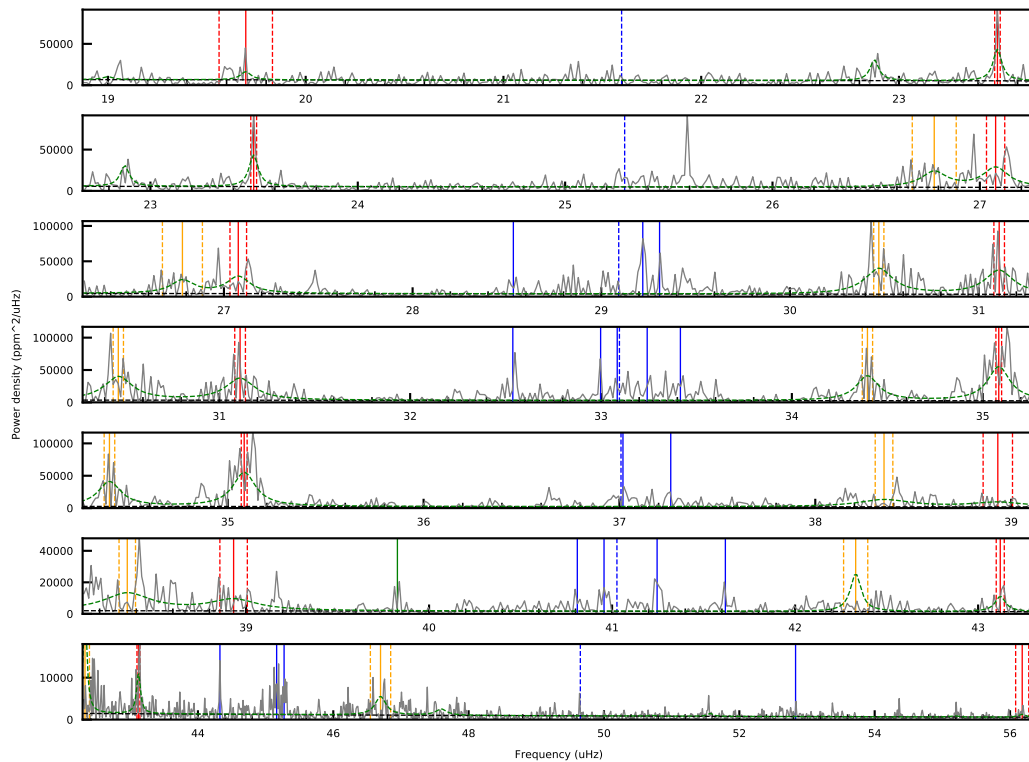 50000
0
19 20 21 22 23
50000
0
23 24 25 26 27
100000
50000
0
27 28 29 30 31
Power density (ppm^2/uHz)
100000
50000
0
31 32 33 34 35
100000
50000
0
35 36 37 38 39
40000
20000
0
39 40 41 42 43
10000
0
44 46 48 50 52 54 56
Frequency (uHz)